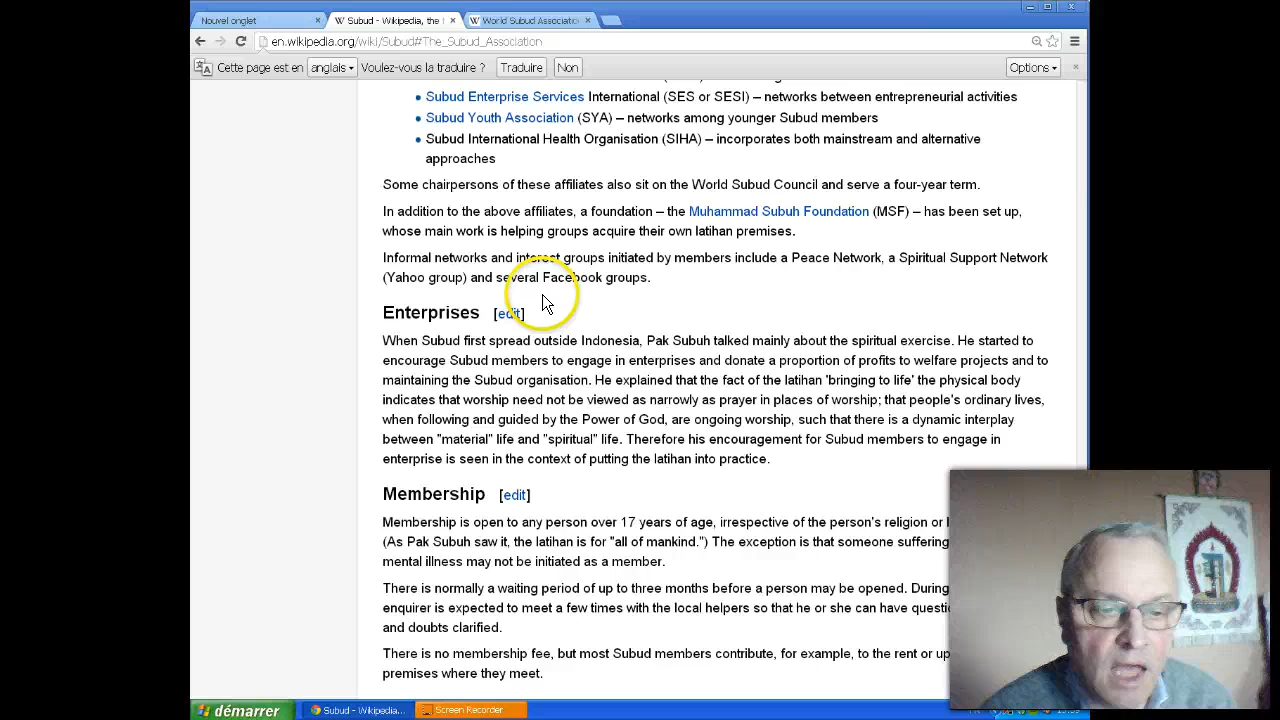 Nouvel onglet
Subud - Wikipedia, the
World Subud Associatio
en.wikipedia.org/wiki/Subud#The_Subud_Association
Cette page est en anglais Voulez-vous la traduire ? Traduire Non Options
• Subud Enterprise Services International (SES or SESI) – networks between entrepreneurial activities
• Subud Youth Association (SYA) – networks among younger Subud members
• Subud International Health Organisation (SIHA) – incorporates both mainstream and alternative
approaches
Some chairpersons of these affiliates also sit on the World Subud Council and serve a four-year term.
In addition to the above affiliates, a foundation – the Muhammad Subuh Foundation (MSF) – has been set up,
whose main work is helping groups acquire their own latihan premises.
Informal networks and interest groups initiated by members include a Peace Network, a Spiritual Support Network
(Yahoo group) and several Facebook groups.
Enterprises [edit]
When Subud first spread outside Indonesia, Pak Subuh talked mainly about the spiritual exercise. He started to
encourage Subud members to engage in enterprises and donate a proportion of profits to welfare projects and to
maintaining the Subud organisation. He explained that the fact of the latihan 'bringing to life' the physical body
indicates that worship need not be viewed as narrowly as prayer in places of worship; that people's ordinary lives,
when following and guided by the Power of God, are ongoing worship, such that there is a dynamic interplay
between "material" life and "spiritual" life. Therefore his encouragement for Subud members to engage in
enterprise is seen in the context of putting the latihan into practice.
Membership [edit]
Membership is open to any person over 17 years of age, irrespective of the person's religion or
(As Pak Subuh saw it, the latihan is for "all of mankind.") The exception is that someone suffering
mental illness may not be initiated as a member.
There is normally a waiting period of up to three months before a person may be opened. During
enquirer is expected to meet a few times with the local helpers so that he or she can have
and doubts clarified.
There is no membership fee, but most Subud members contribute, for example, to the rent or
premises where they meet.
démarrer
Subud - Wikipedia...
Screen Recorder